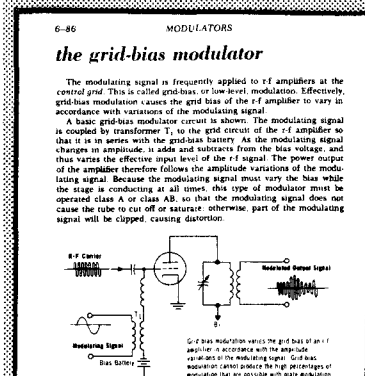 6–86
MODULATORS
the grid-bias modulator
The modulating signal is frequently applied to r-f amplifiers at the
control grid. This is called grid-bias, or low-level, modulation. Effectively,
grid-bias modulation causes the grid bias of the r-f amplifier to vary in
accordance with variations of the modulating signal.
A basic grid-bias modulator circuit is shown. The modulating signal
is coupled by transformer T₁ to the grid circuit of the r-f amplifier so
that it is in series with the grid-bias battery. As the modulating signal
changes in amplitude, it adds and subtracts from the bias voltage, and
thus varies the effective input level of the r-f signal. The power output
of the amplifier therefore follows the amplitude variations of the modu-
lating signal. Because the modulating signal must vary the bias while
the stage is conducting at all times, this type of modulator must be
operated class A or class AB, so that the modulating signal does not
cause the tube to cut off or saturate; otherwise, part of the modulating
signal will be clipped, causing distortion.
R-F Carrier
Modulated Output Signal
B+
T₁
Modulating Signal
Bias Battery
Grid-bias modulation varies the grid bias of an r-f
amplifier in accordance with the amplitude
variations of the modulating signal. Grid-bias
modulation cannot produce the high percentages of
modulation that are possible with plate modulation